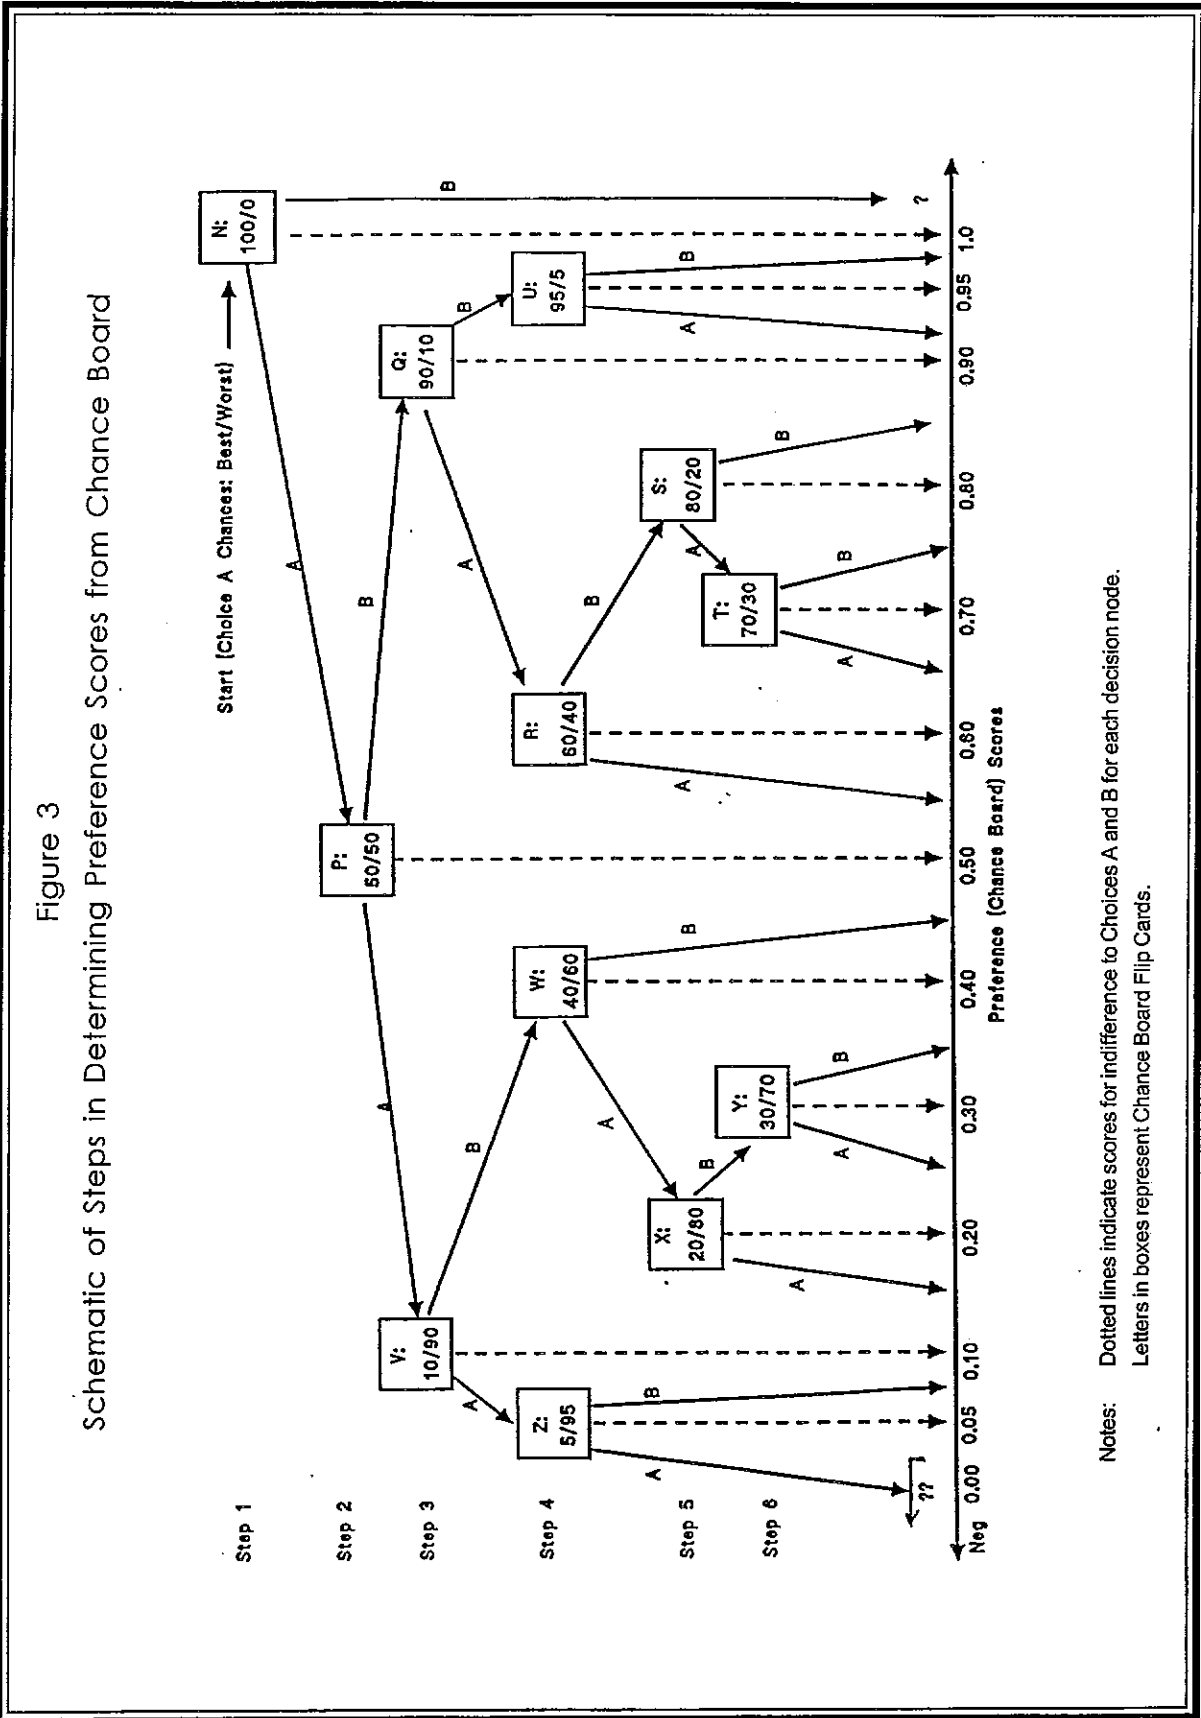 Figure 3
Schematic of Steps in Determining Preference Scores from Chance Board
Start (Choice A Chances: Best/Worst)
Step 1
N:
100/0
A
B
Step 2
P:
50/50
A
B
Step 3
V:
10/90
A
B
Q:
90/10
A
B
Step 4
Z:
5/95
A
B
W:
40/60
A
B
R:
60/40
A
B
U:
95/5
A
B
Step 5
X:
20/80
A
B
S:
80/20
A
B
Step 6
Y:
30/70
A
B
T:
70/30
A
B
??
?
Neg 0.00 0.05 0.10 0.20 0.30 0.40 0.50 0.60 0.70 0.80 0.90 0.95 1.0
Preference (Chance Board) Scores
Notes: Dotted lines indicate scores for indifference to Choices A and B for each decision node.
Letters in boxes represent Chance Board Flip Cards.